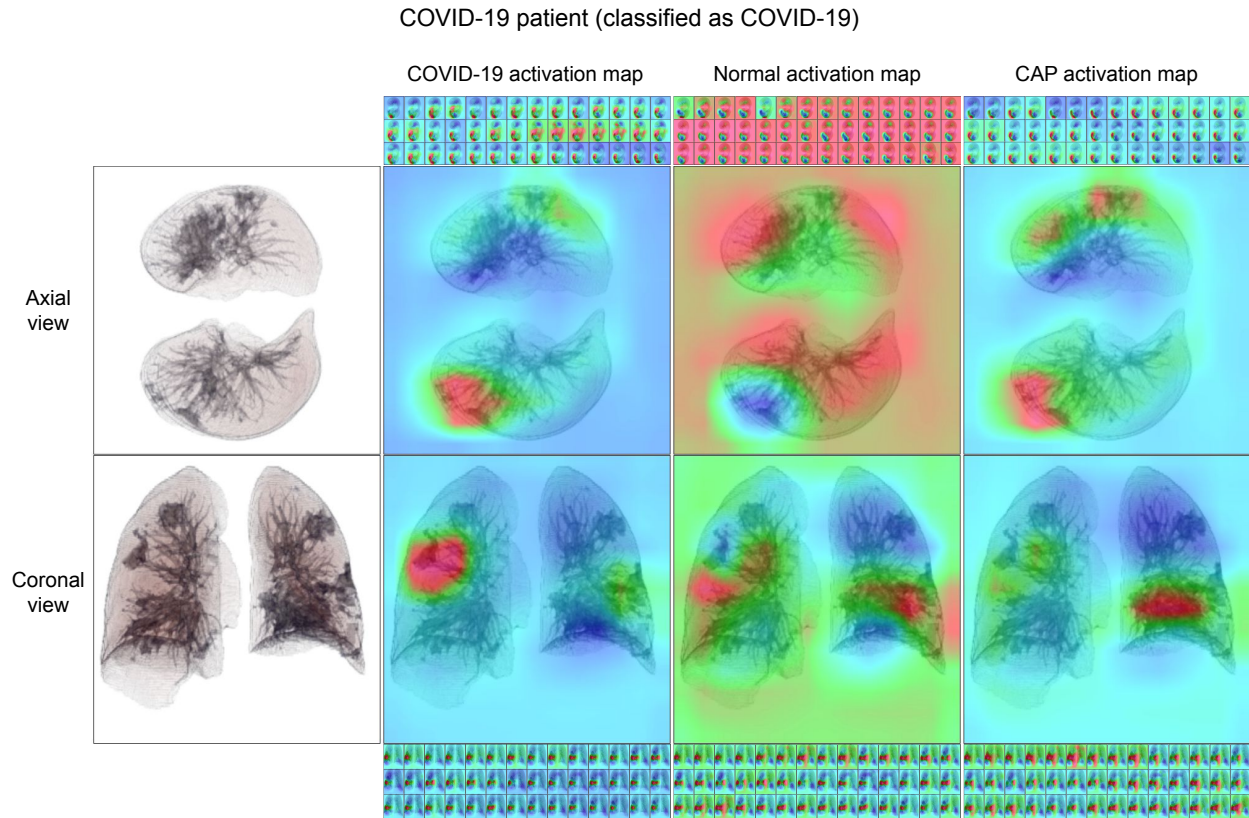 COVID-19 patient (classified as COVID-19)
COVID-19 activation map
Normal activation map
CAP activation map
Axial
view
Coronal
view